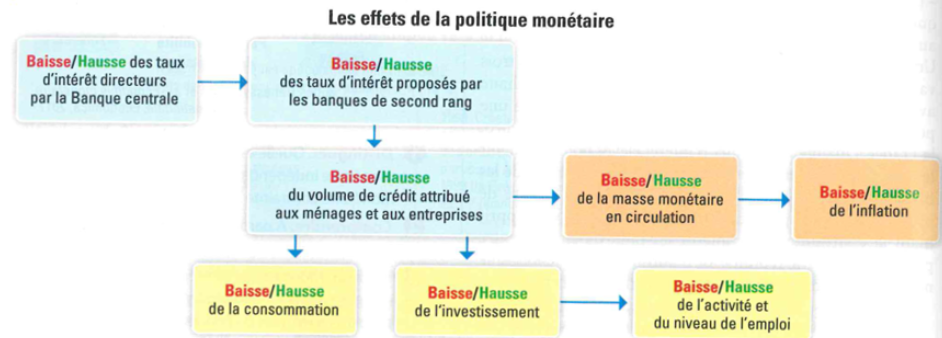 Les effets de la politique monétaire
Baisse/Hausse des taux
d'intérêt directeurs
par la Banque centrale
Baisse/Hausse
des taux d'intérêt proposés par
les banques de second rang
Baisse/Hausse
du volume de crédit attribué
aux ménages et aux entreprises
Baisse/Hausse
de la masse monétaire
en circulation
Baisse/Hausse
de l'inflation
Baisse/Hausse
de la consommation
Baisse/Hausse
de l'investissement
Baisse/Hausse
de l'activité et
du niveau de l'emploi